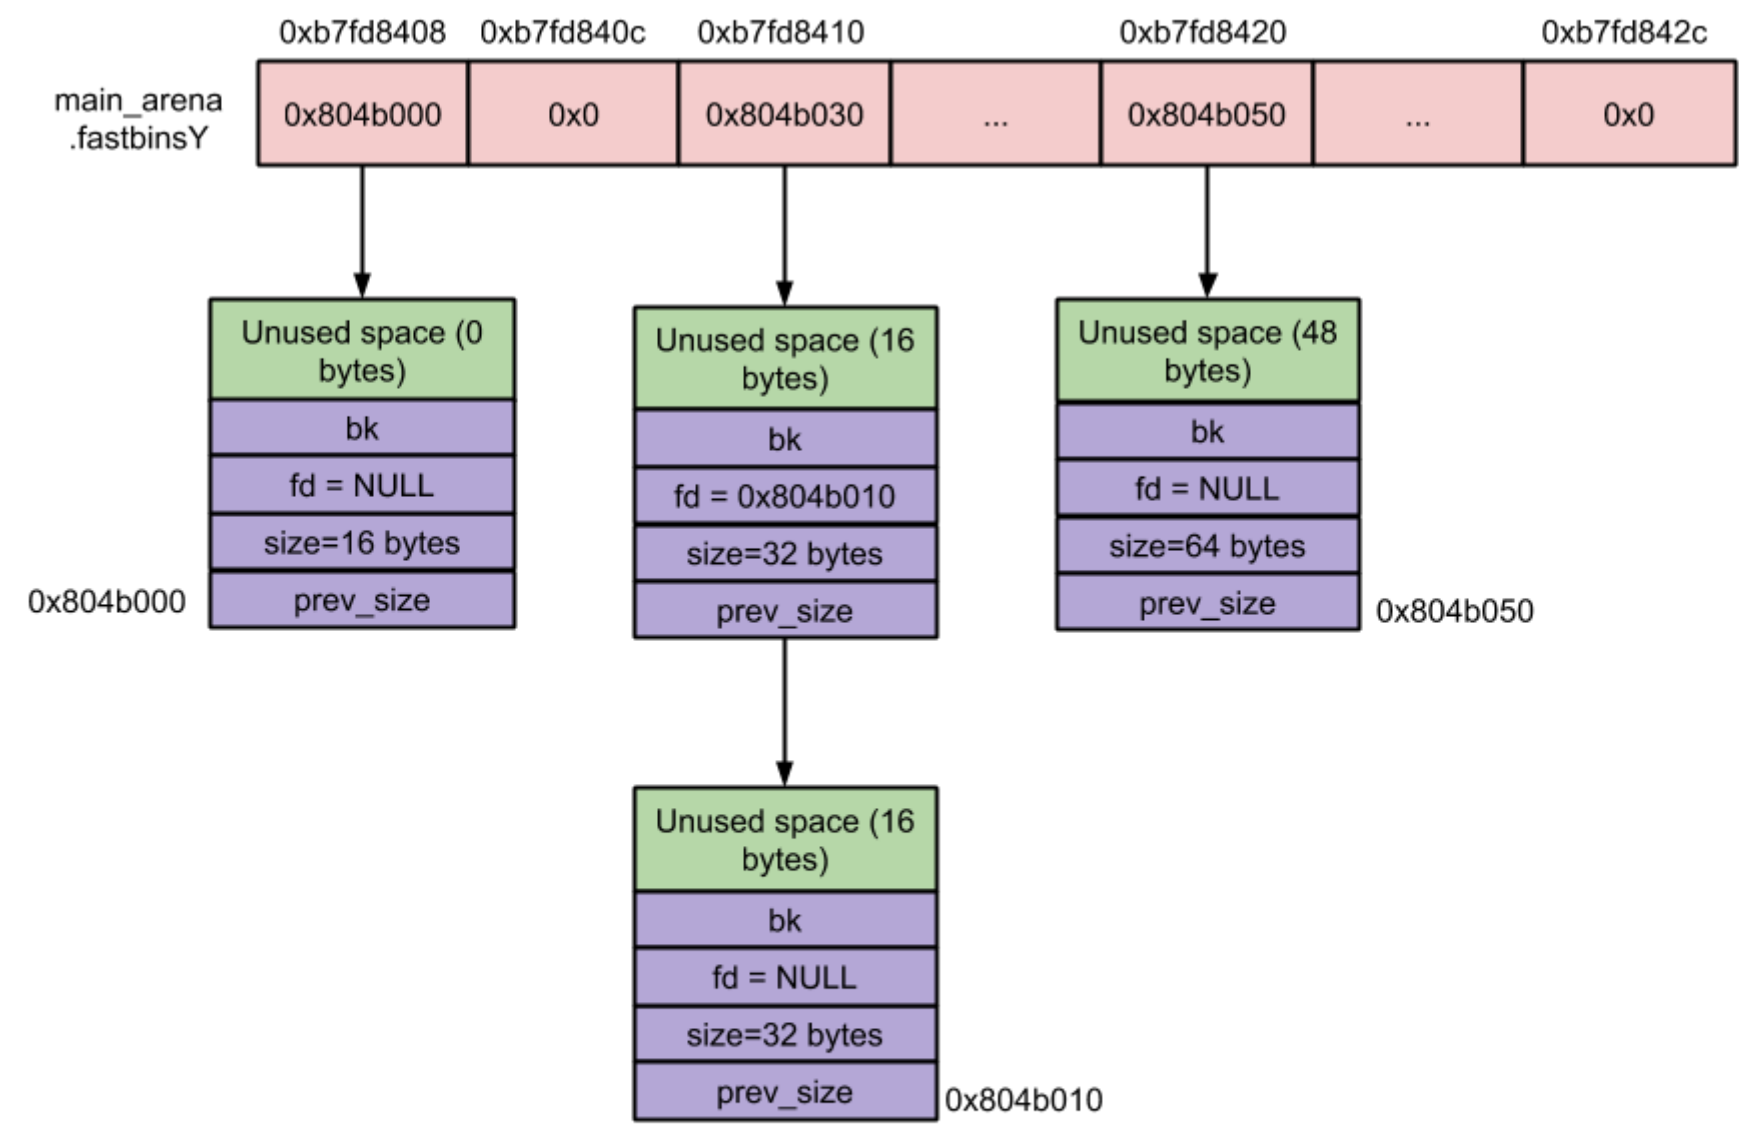 0xb7fd8408 0xb7fd840c 0xb7fd8410 0xb7fd8420 0xb7fd842c
main_arena
.fastbinsY
0x804b000 0x0 0x804b030 ... 0x804b050 ... 0x0
Unused space (0
bytes)
bk
fd = NULL
size=16 bytes
prev_size
0x804b000
Unused space (16
bytes)
bk
fd = 0x804b010
size=32 bytes
prev_size
Unused space (48
bytes)
bk
fd = NULL
size=64 bytes
prev_size
0x804b050
Unused space (16
bytes)
bk
fd = NULL
size=32 bytes
prev_size
0x804b010